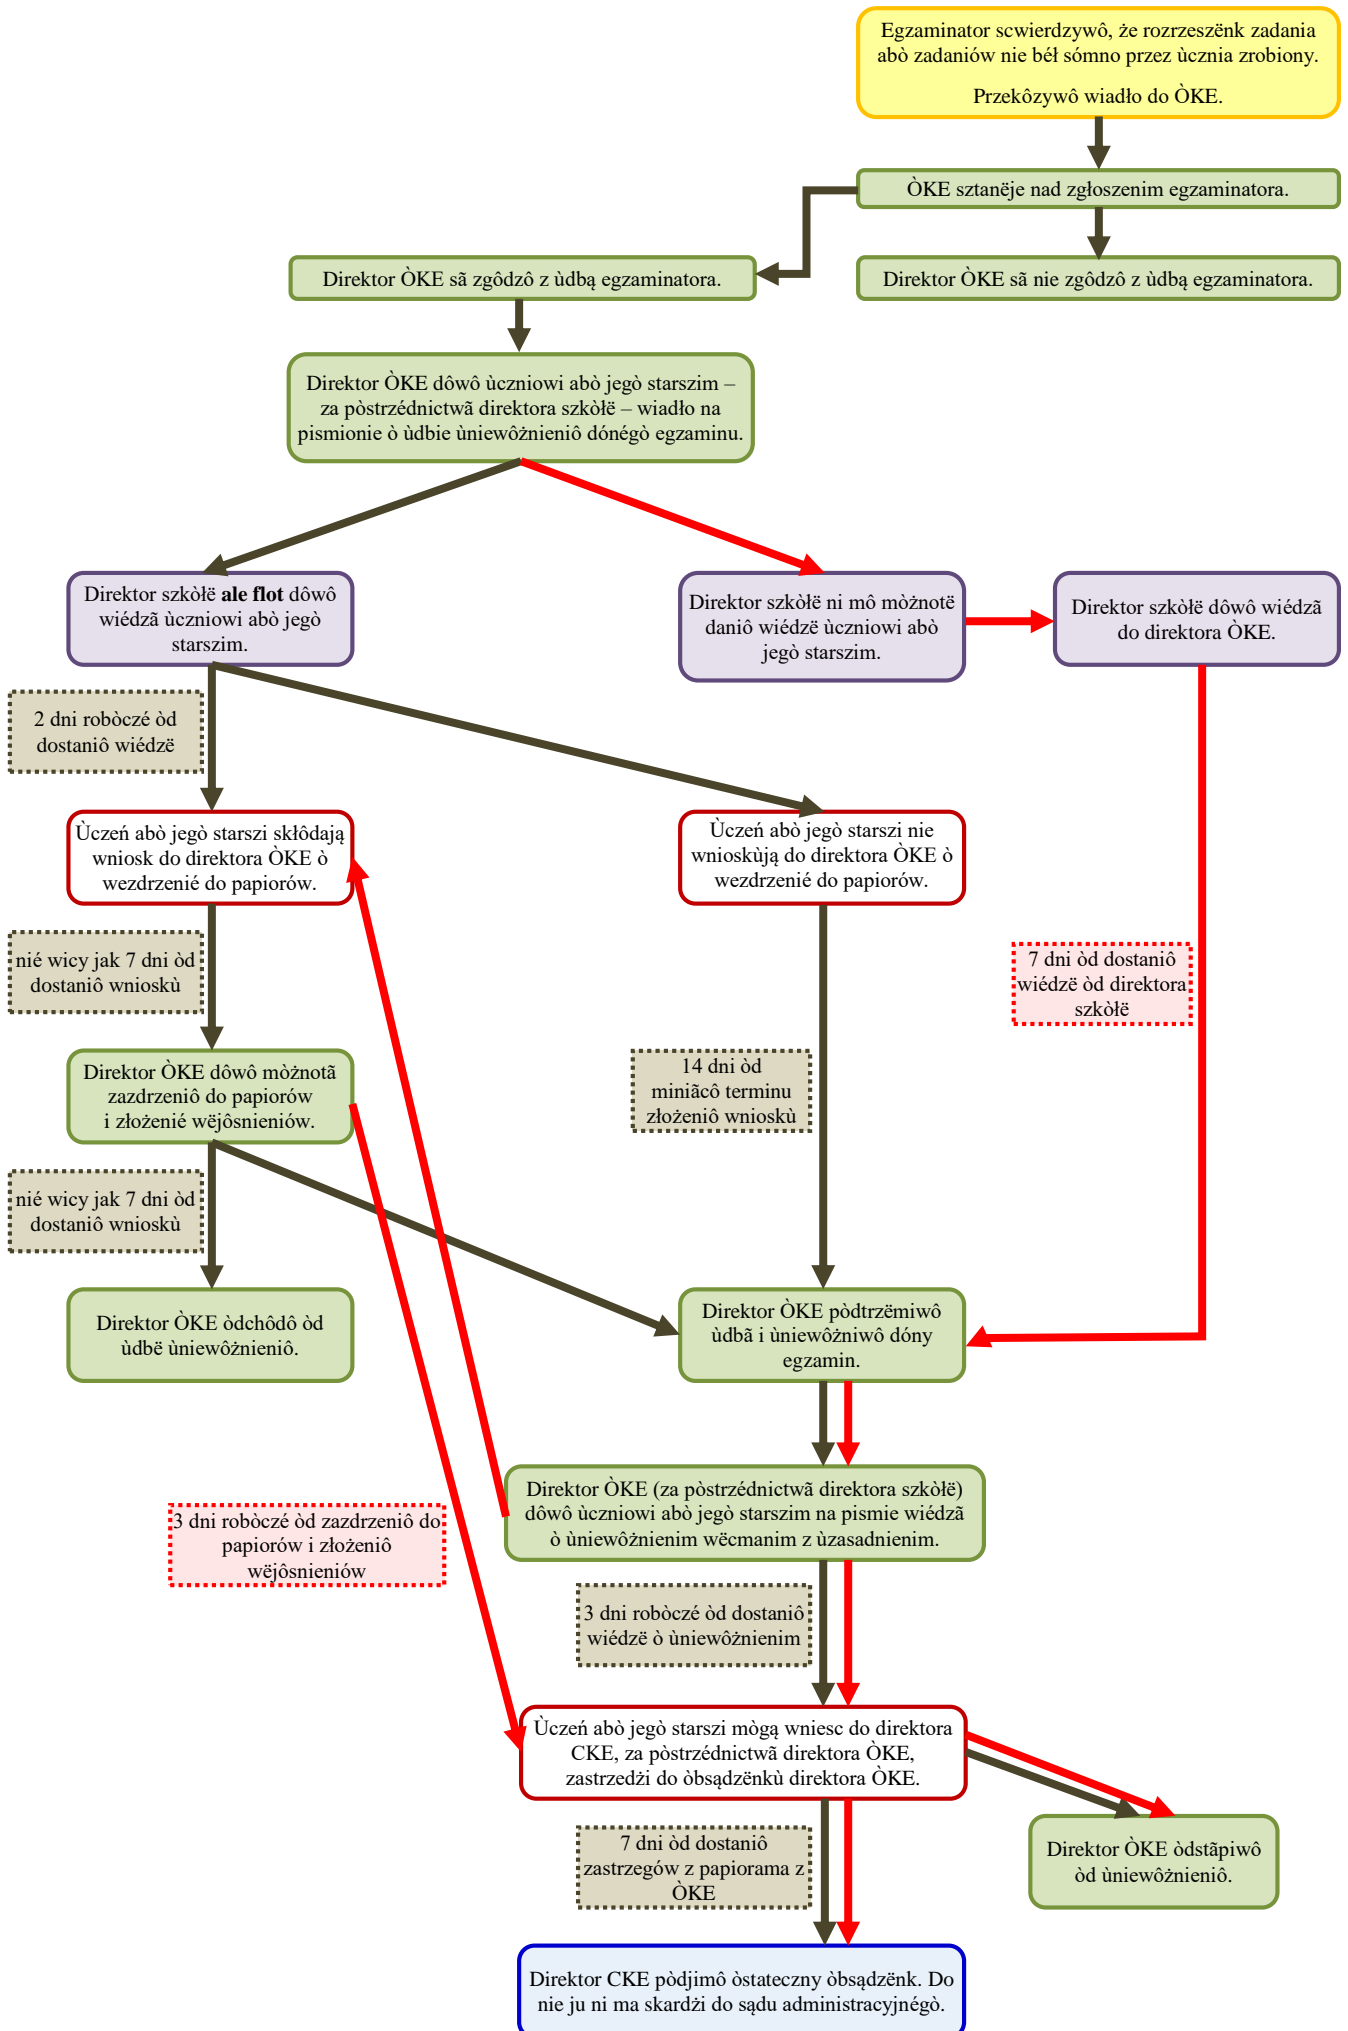 Egzaminator scwierdzywô, że rozrzeszënk zadania
abò zadaniów nie béł sómno przez ùcznia zrobiony.
Przekôzywô wiadło do ÒKE.
ÒKE sztanëje nad zgłoszenim egzaminatora.
Direktor ÒKE sã zgôdzô z ùdbą egzaminatora.
Direktor ÒKE sã nie zgôdzô z ùdbą egzaminatora.
Direktor ÒKE dôwô ùczniowi abò jegò starszim –
za pòstrzédnictwã direktora szkòłë – wiadło na
pismionie ò ùdbie ùniewôżnieniô dónégò egzaminu.
Direktor szkòłë ale flot dôwô
wiédzã ùczniowi abò jegò
starszim.
Direktor szkòłë ni mô mòżnotë
daniô wiédzë ùczniowi abò
jegò starszim.
Direktor szkòłë dôwô wiédzã
do direktora ÒKE.
2 dni robòczé òd
dostaniô wiédzë
Ùczeń abò jegò starszi skłôdają
wniosk do direktora ÒKE ò
wezdrzenié do papiorów.
Ùczeń abò jegò starszi nie
wnioskùją do direktora ÒKE ò
wezdrzenié do papiorów.
nié wicy jak 7 dni òd
dostaniô wnioskù
7 dni òd dostaniô
wiédzë òd direktora
szkòłë
Direktor ÒKE dôwô mòżnotã
zazdrzeniô do papiorów
i złożenié wëjôsnieniów.
14 dni òd
miniãcô terminu
złożeniô wnioskù
nié wicy jak 7 dni òd
dostaniô wnioskù
Direktor ÒKE òdchôdô òd
ùdbë ùniewôżnieniô.
Direktor ÒKE pòdtrzëmiwô
ùdbã i ùniewôżniwô dóny
egzamin.
Direktor ÒKE (za pòstrzédnictwã direktora szkòłë)
dôwô ùczniowi abò jegò starszim na pismie wiédzã
ò ùniewôżnienim wëcmanim z ùzasadnienim.
3 dni robòczé òd zazdrzeniô do
papiorów i złożeniô
wëjôsnieniów
3 dni robòczé òd dostaniô
wiédzë ò ùniewôżnienim
Ùczeń abò jegò starszi mògą wniesc do direktora
CKE, za pòstrzédnictwã direktora ÒKE,
zastrzedżi do òbsądzënkù direktora ÒKE.
7 dni òd dostaniô
zastrzegów z papiorama z
ÒKE
Direktor ÒKE òdstãpiwô
òd ùniewôżnieniô.
Direktor CKE pòdjimô òstateczny òbsądzënk. Do
nie ju ni ma skardżi do sądu administracyjnégò.